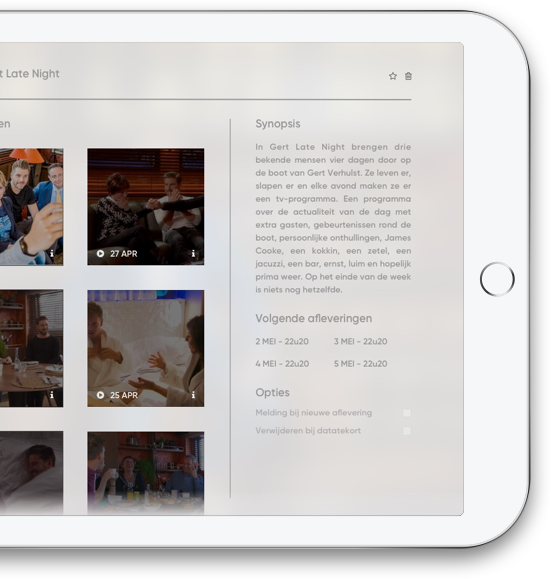 t Late Night
en
27 APR
i
i
25 APR
i
i
Synopsis
In Gert Late Night brengen drie
bekende mensen vier dagen door op
de boot van Gert Verhulst. Ze leven er,
slapen er en elke avond maken ze er
een tv-programma. Een programma
over de actualiteit van de dag met
extra gasten, gebeurtenissen rond de
boot, persoonlijke onthullingen, James
Cooke, een kokkin, een zetel, een
jacuzzi, een bar, ernst, luim en hopelijk
prima weer. Op het einde van de week
is niets nog hetzelfde.
Volgende afleveringen
2 MEI - 22u20 3 MEI - 22u20
4 MEI - 22u20 5 MEI - 22u20
Opties
Melding bij nieuwe aflevering
Verwijderen bij datatekort